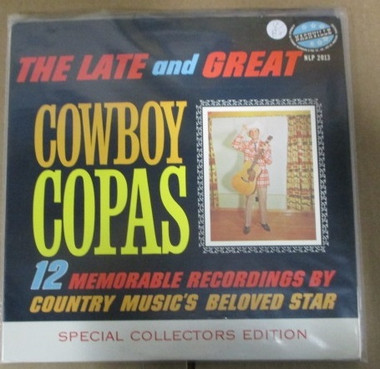 NASHVILLE
NLP 2013
THE LATE and GREAT
COWBOY
COPAS
12 MEMORABLE RECORDINGS BY
COUNTRY MUSIC'S BELOVED STAR
SPECIAL COLLECTORS EDITION